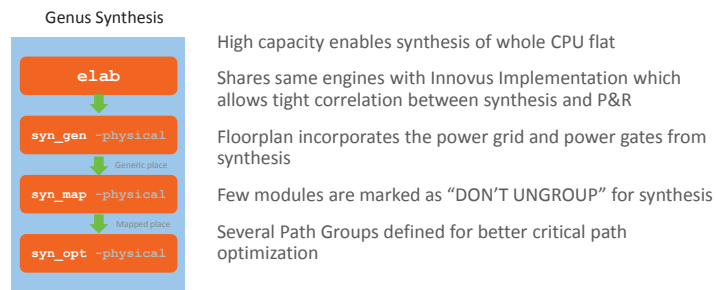 Genus Synthesis
elab
syn_gen -physical
Generic place
syn_map -physical
Mapped place
syn_opt -physical
High capacity enables synthesis of whole CPU flat
Shares same engines with Innovus Implementation which
allows tight correlation between synthesis and P&R
Floorplan incorporates the power grid and power gates from
synthesis
Few modules are marked as “DON’T UNGROUP” for synthesis
Several Path Groups defined for better critical path
optimization